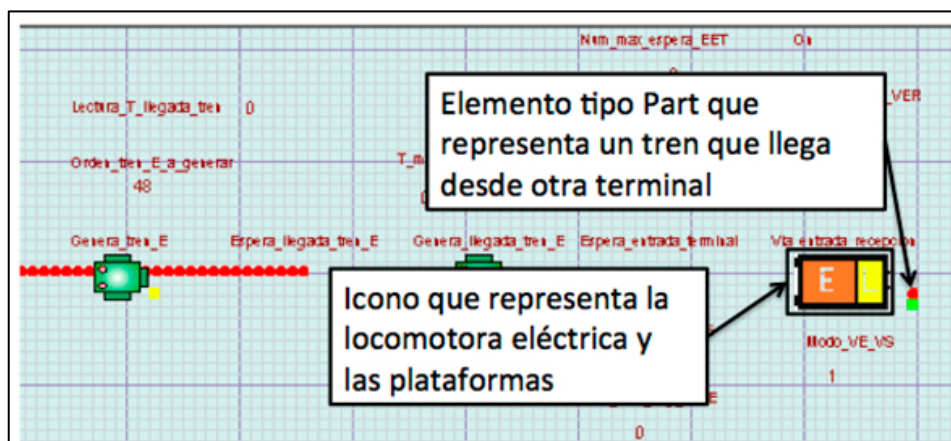 Num_max_espera_EET On
Lectura_T_llegada_tren 0
Orden_tren_E_a_generar
48
Elemento tipo Part que
representa un tren que llega
desde otra terminal
Genera_tren_E Espera_llegada_tren_E Genera_llegada_tren_E Espera_entrada_terminal Via_entrada_recepcion
E L
Icono que representa la
locomotora eléctrica y
las plataformas
Modo_VE_VS
1
0